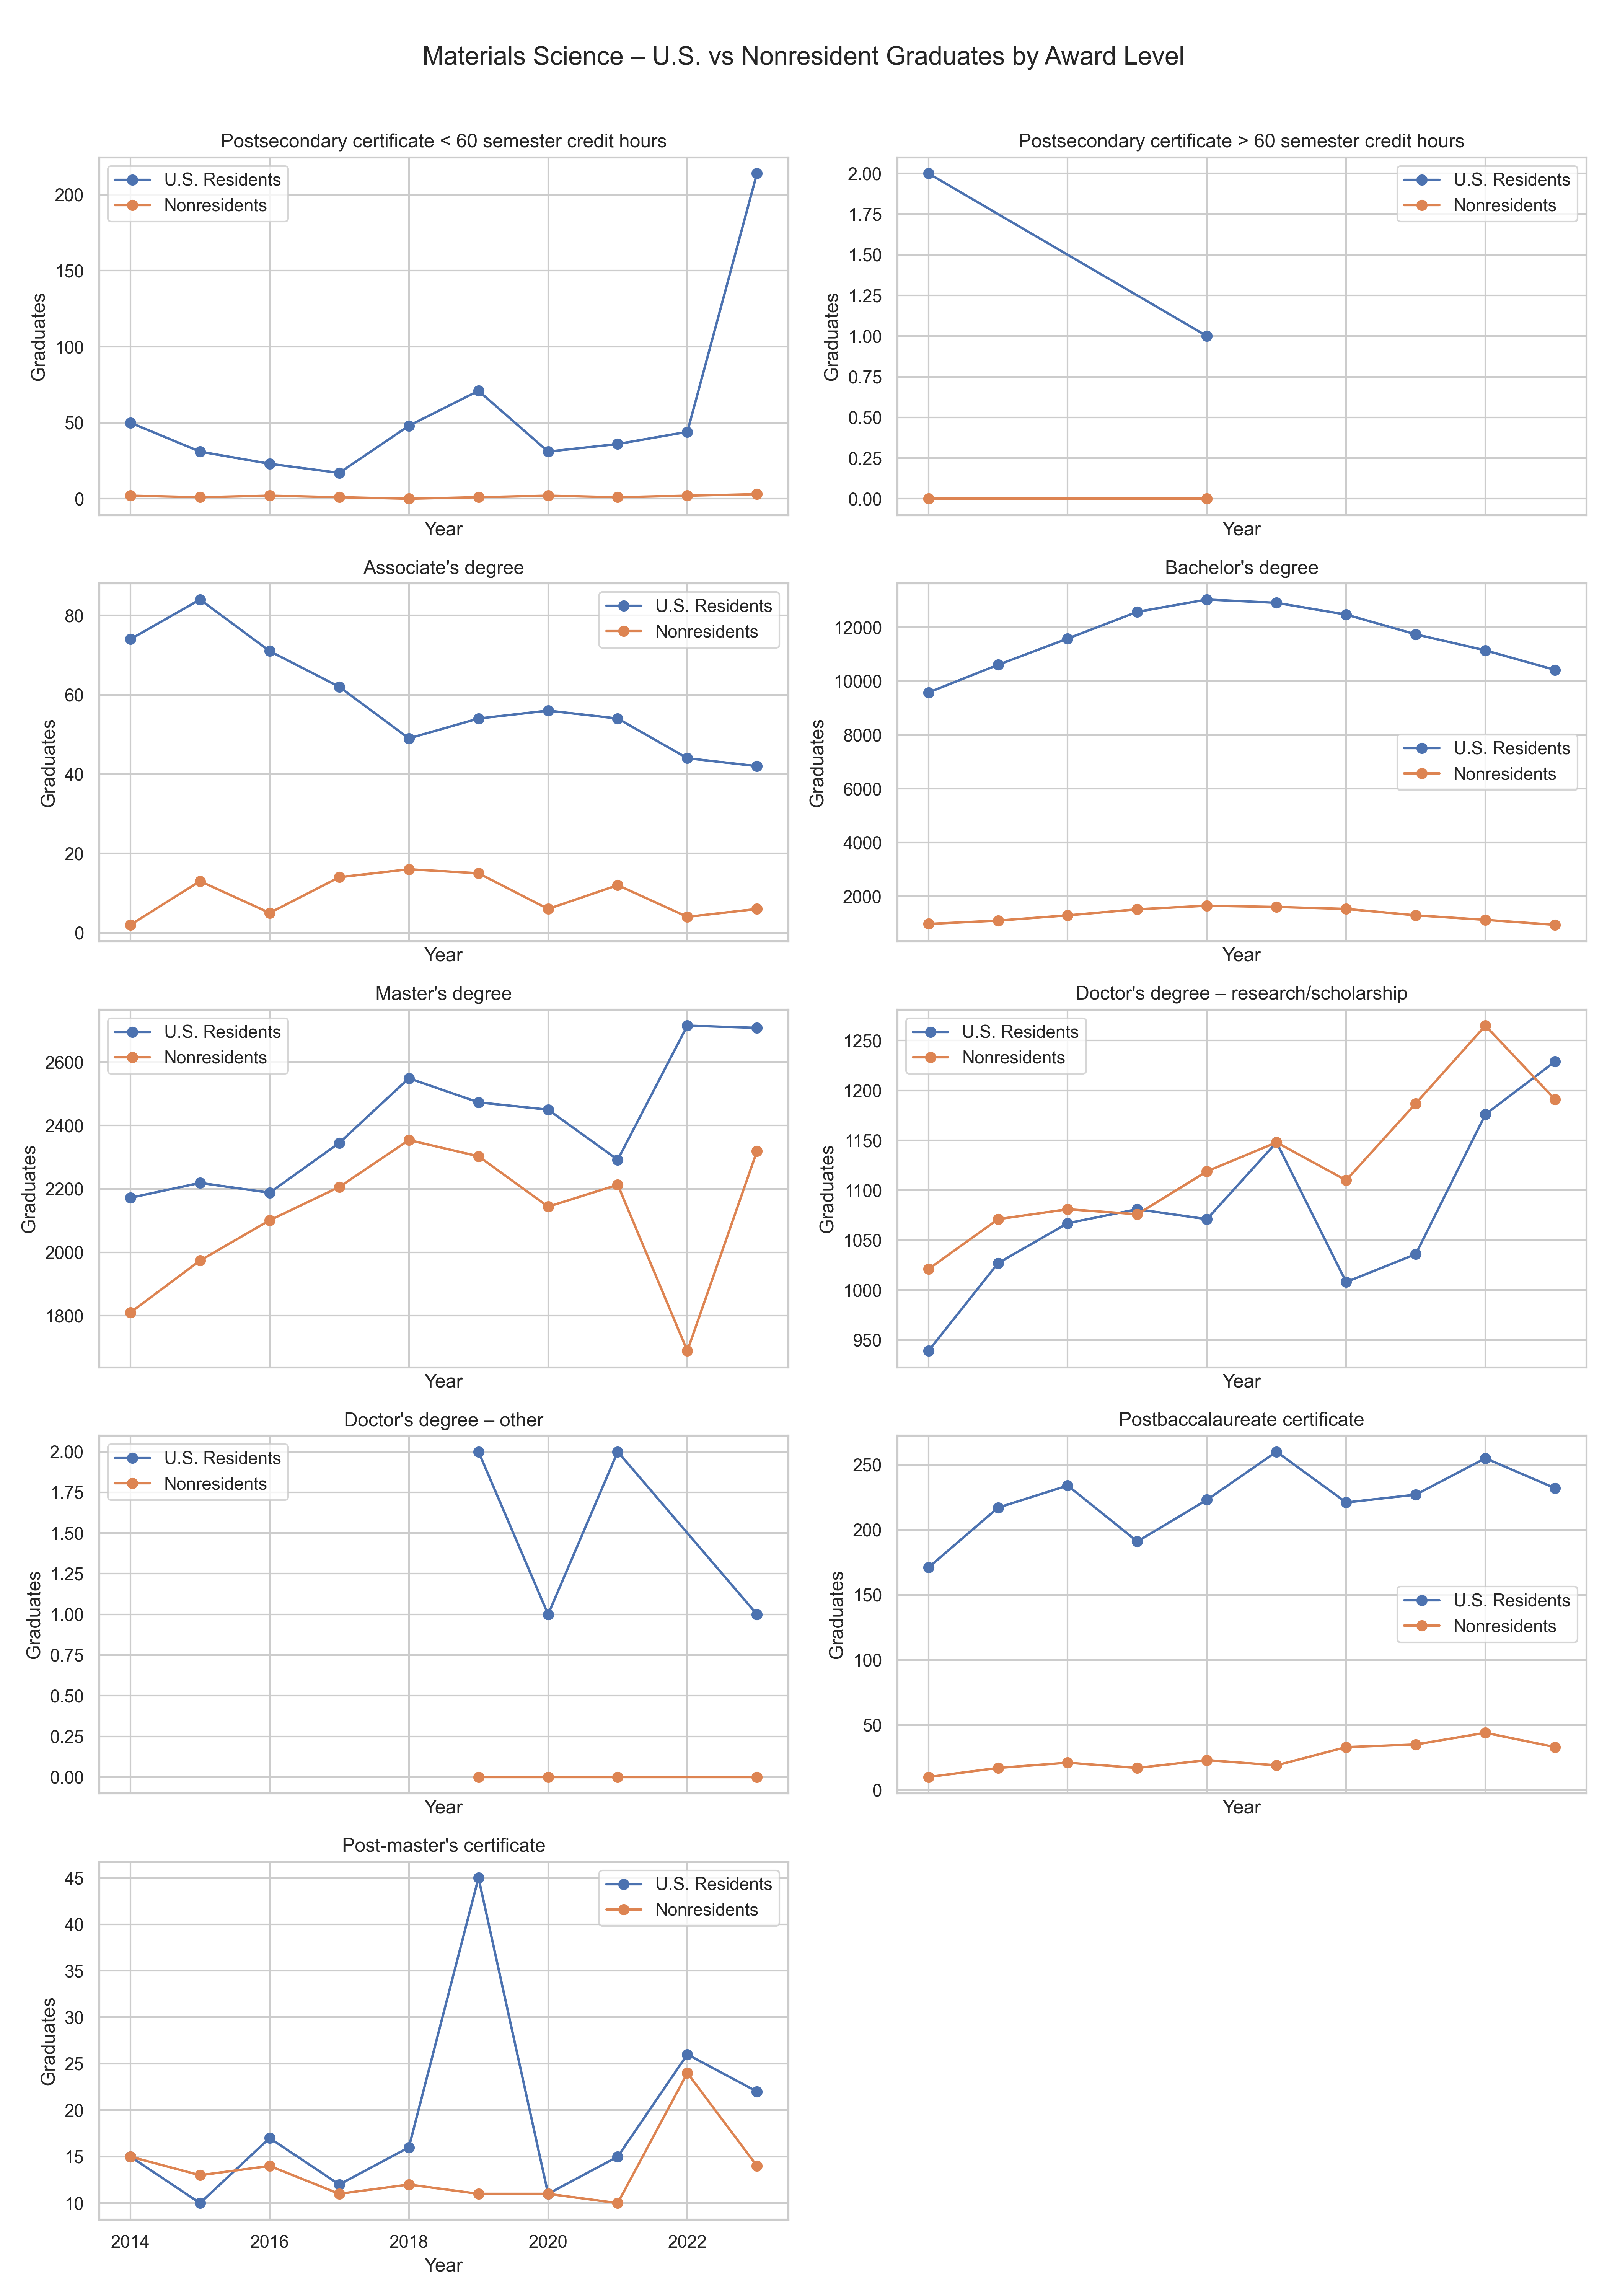 Materials Science – U.S. vs Nonresident Graduates by Award Level
Postsecondary certificate < 60 semester credit hours
200
150
100
50
0
Graduates
U.S. Residents
Nonresidents
Year
Postsecondary certificate > 60 semester credit hours
2.00
1.75
1.50
1.25
1.00
0.75
0.50
0.25
0.00
Graduates
U.S. Residents
Nonresidents
Year
Associate's degree
80
60
40
20
0
Graduates
U.S. Residents
Nonresidents
Year
Bachelor's degree
12000
10000
8000
6000
4000
2000
Graduates
U.S. Residents
Nonresidents
Year
Master's degree
2600
2400
2200
2000
1800
Graduates
U.S. Residents
Nonresidents
Year
Doctor's degree – research/scholarship
1250
1200
1150
1100
1050
1000
950
Graduates
U.S. Residents
Nonresidents
Year
Doctor's degree – other
2.00
1.75
1.50
1.25
1.00
0.75
0.50
0.25
0.00
Graduates
U.S. Residents
Nonresidents
Year
Postbaccalaureate certificate
250
200
150
100
50
0
Graduates
U.S. Residents
Nonresidents
Year
Post-master's certificate
45
40
35
30
25
20
15
10
Graduates
U.S. Residents
Nonresidents
2014 2016 2018 2020 2022
Year